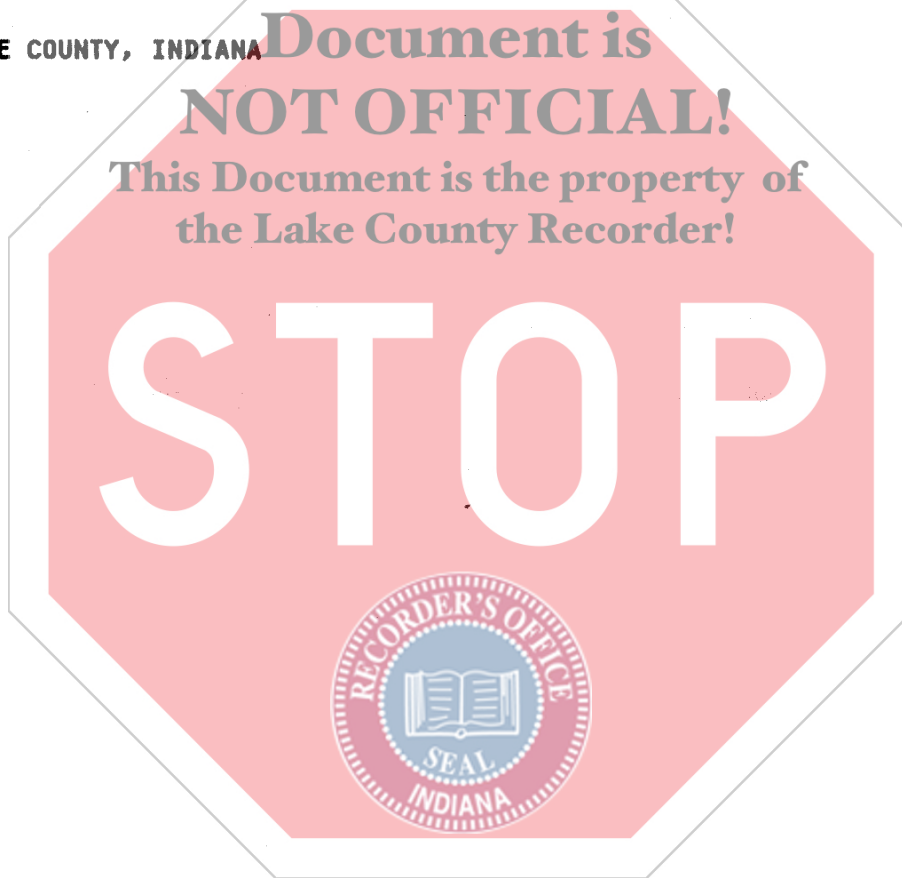 E COUNTY, INDIANA
Document is
NOT OFFICIAL!
This Document is the property of
the Lake County Recorder!
STOP
RECORDER'S OFFICE
SEAL
INDIANA